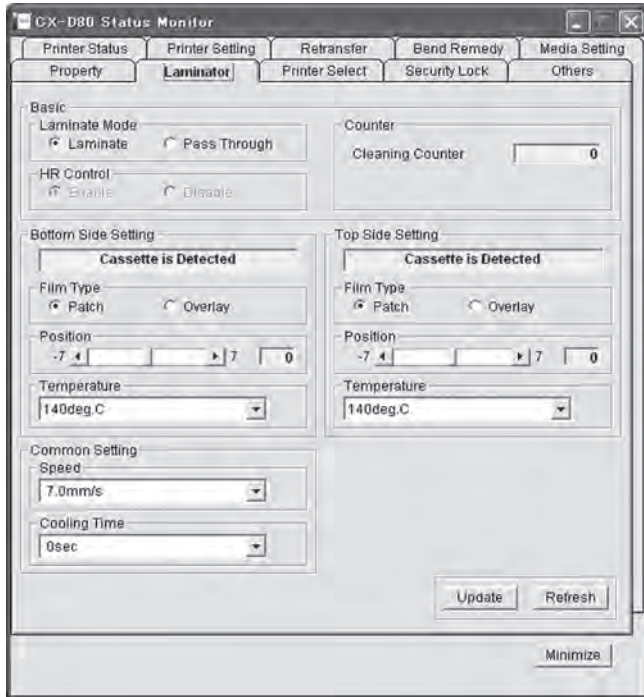 CX-D80 Status Monitor
Printer Status Printer Setting Retransfer Bend Remedy Media Setting
Property Laminator Printer Select Security Lock Others
Basic
Laminate Mode
Laminate Pass Through
Counter
Cleaning Counter 0
HR Control
Enable Disable
Bottom Side Setting
Cassette is Detected
Film Type
Patch Overlay
Position
-7 7 0
Temperature
140deg.C
Top Side Setting
Cassette is Detected
Film Type
Patch Overlay
Position
-7 7 0
Temperature
140deg.C
Common Setting
Speed
7.0mm/s
Cooling Time
0sec
Update Refresh
Minimize